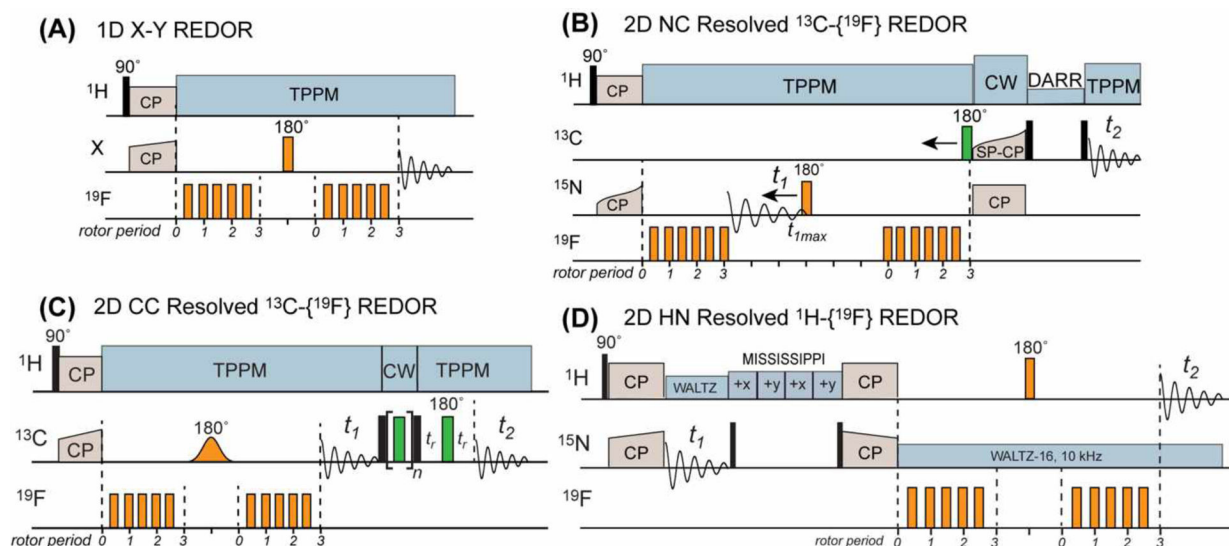 (A) 1D X-Y REDOR
90°
¹H
CP
TPPM
180°
X
CP
¹⁹F
rotor period 0 1 2 3 0 1 2 3
(B) 2D NC Resolved ¹³C-{¹⁹F} REDOR
90°
¹H
CP
TPPM
CW
DARR
TPPM
180°
¹³C
SP-CP
t₂
180°
¹⁵N
CP
t₁
CP
t₁max
¹⁹F
rotor period 0 1 2 3 0 1 2 3
(C) 2D CC Resolved ¹³C-{¹⁹F} REDOR
90°
¹H
CP
TPPM
CW
TPPM
180°
180°
¹³C
CP
t₁
[ ]n
tr
tr
t₂
¹⁹F
rotor period 0 1 2 3 0 1 2 3
(D) 2D HN Resolved ¹H-{¹⁹F} REDOR
90°
MISSISSIPPI
180°
¹H
CP
WALTZ
+x +y +x +y
CP
t₂
¹⁵N
CP
t₁
CP
WALTZ-16, 10 kHz
¹⁹F
rotor period 0 1 2 3 0 1 2 3